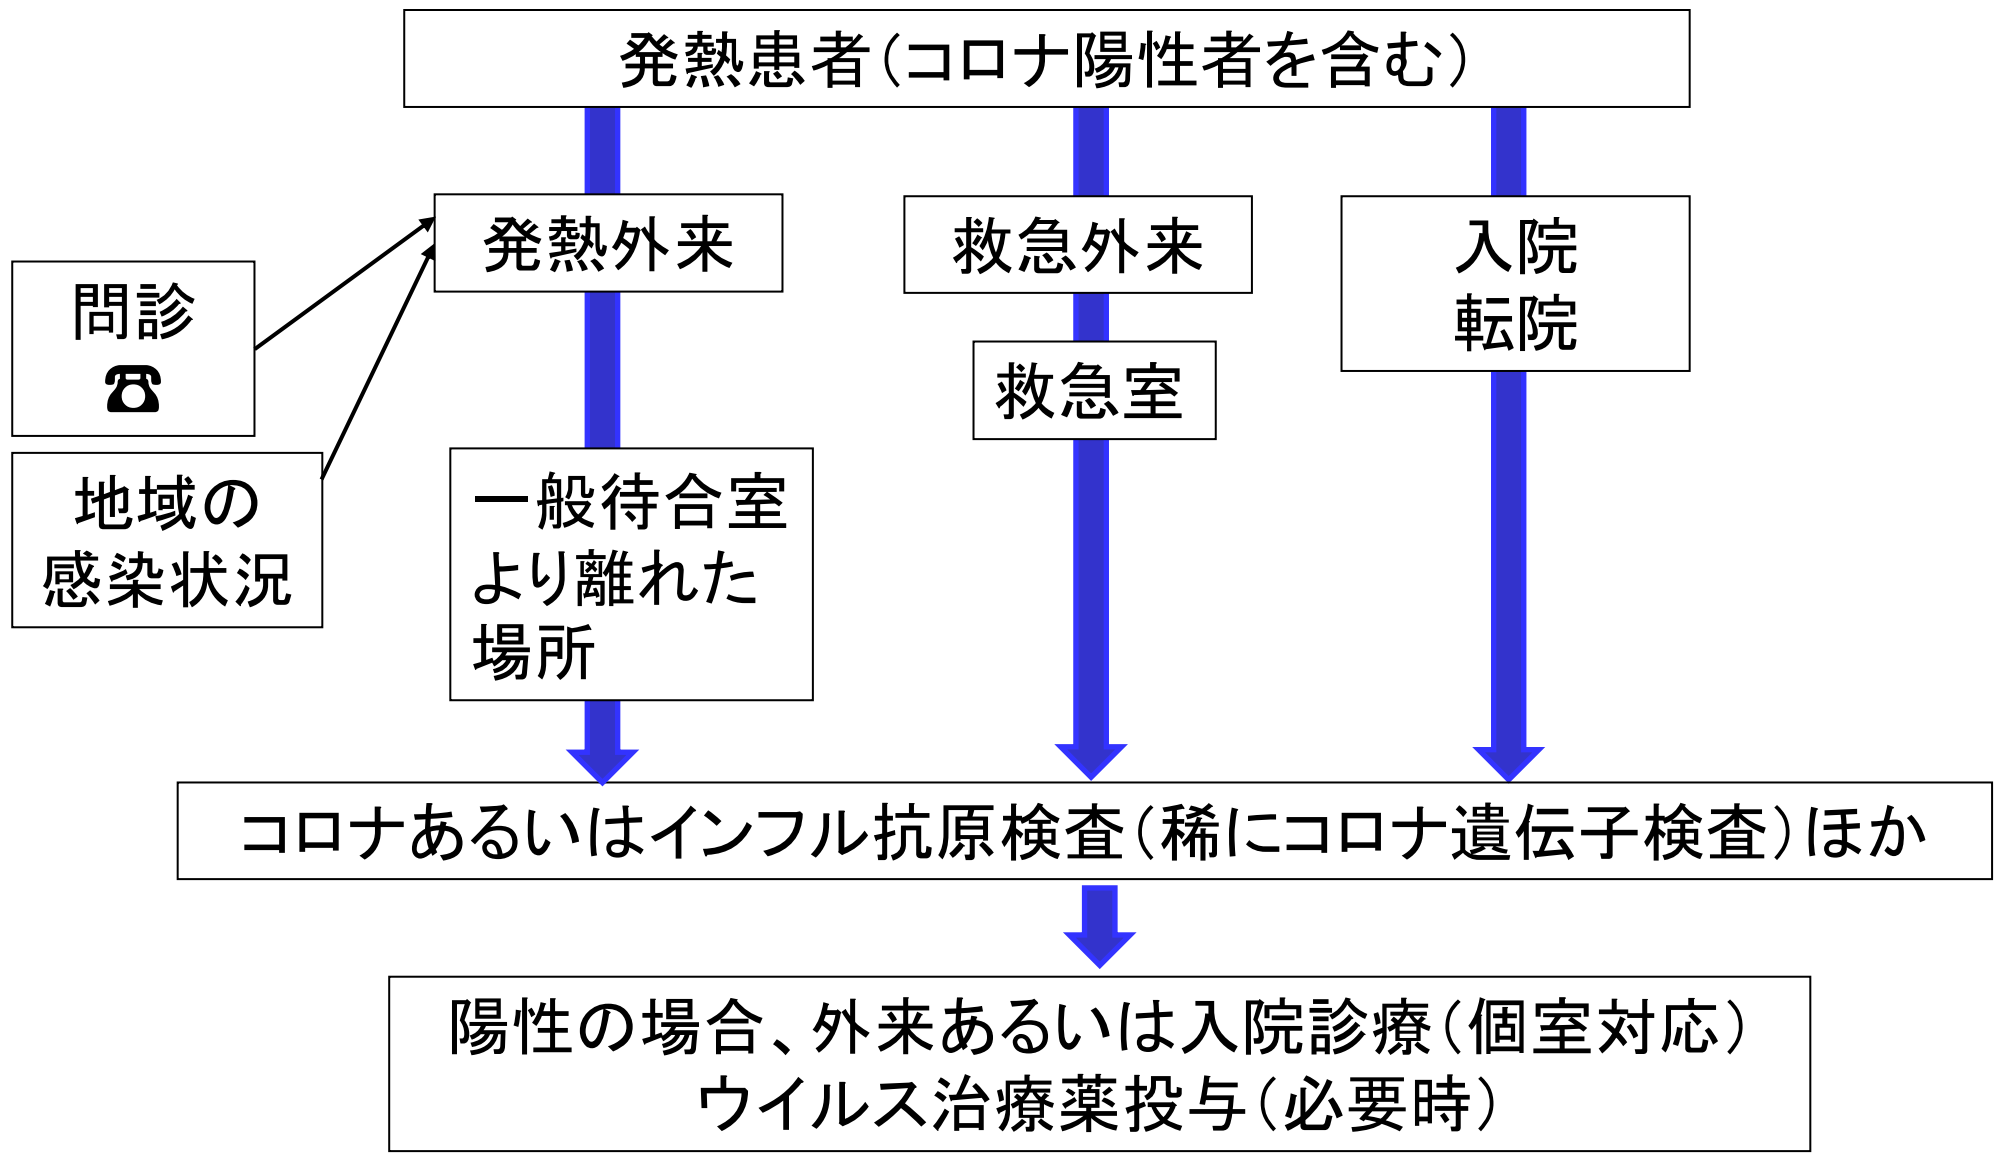 発熱患者（コロナ陽性者を含む）
発熱外来
救急外来
入院
転院
問診
☎
救急室
地域の
感染状況
一般待合室
より離れた
場所
コロナあるいはインフル抗原検査（稀にコロナ遺伝子検査）ほか
陽性の場合、外来あるいは入院診療（個室対応）
ウイルス治療薬投与（必要時）